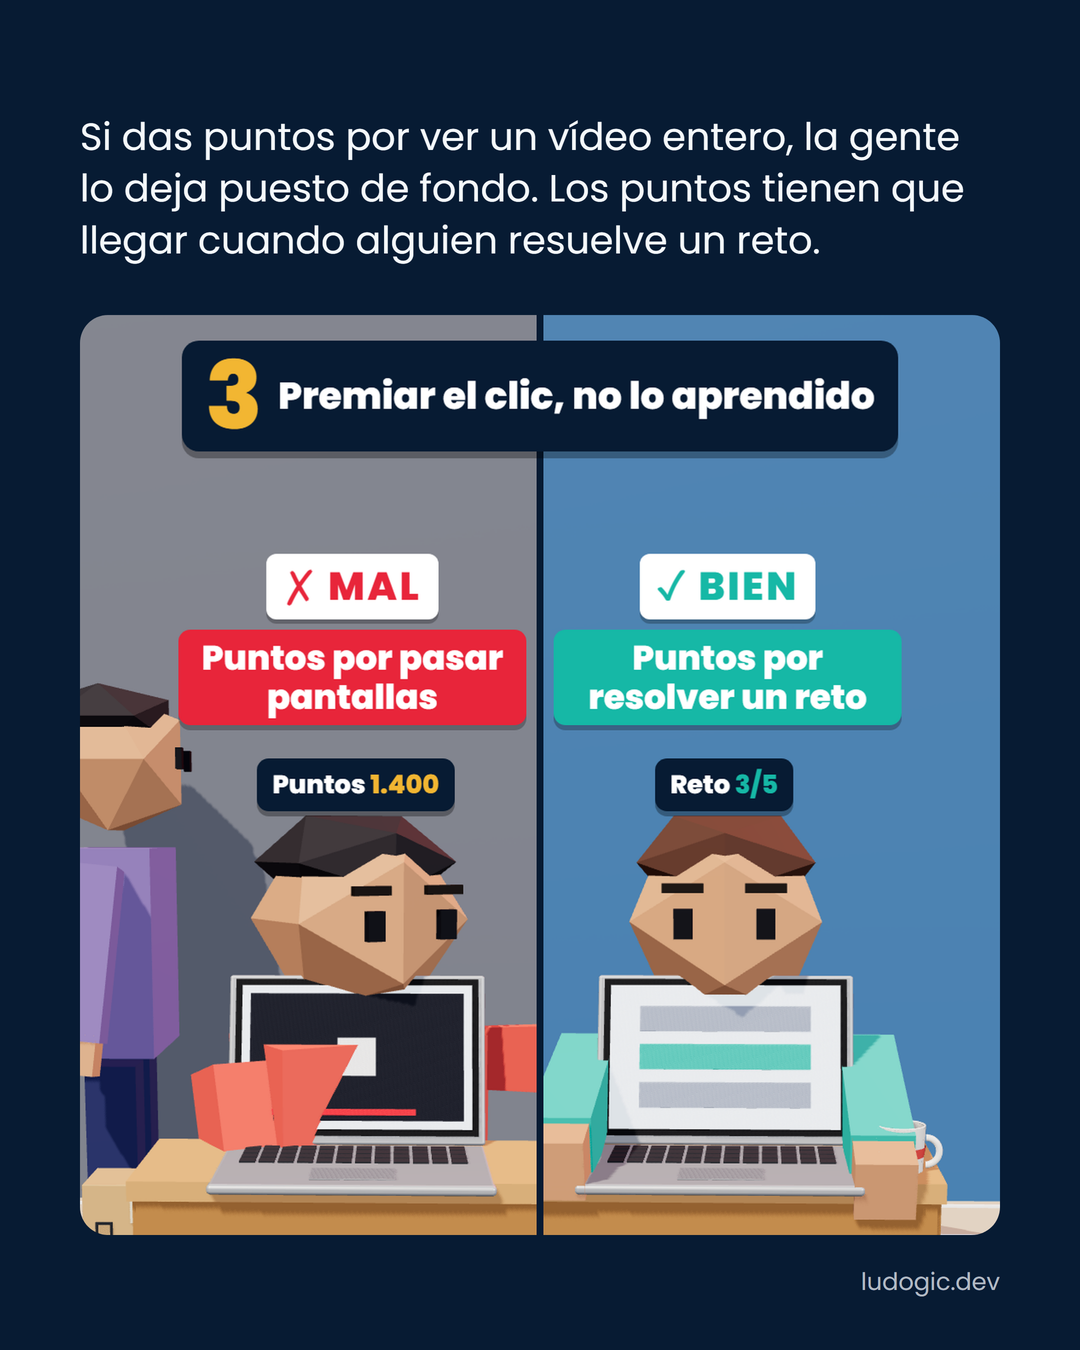 Si das puntos por ver un vídeo entero, la gente
lo deja puesto de fondo. Los puntos tienen que
llegar cuando alguien resuelve un reto.
3 Premiar el clic, no lo aprendido
✗ MAL
Puntos por pasar
pantallas
Puntos 1.400
✓ BIEN
Puntos por
resolver un reto
Reto 3/5
ludogic.dev